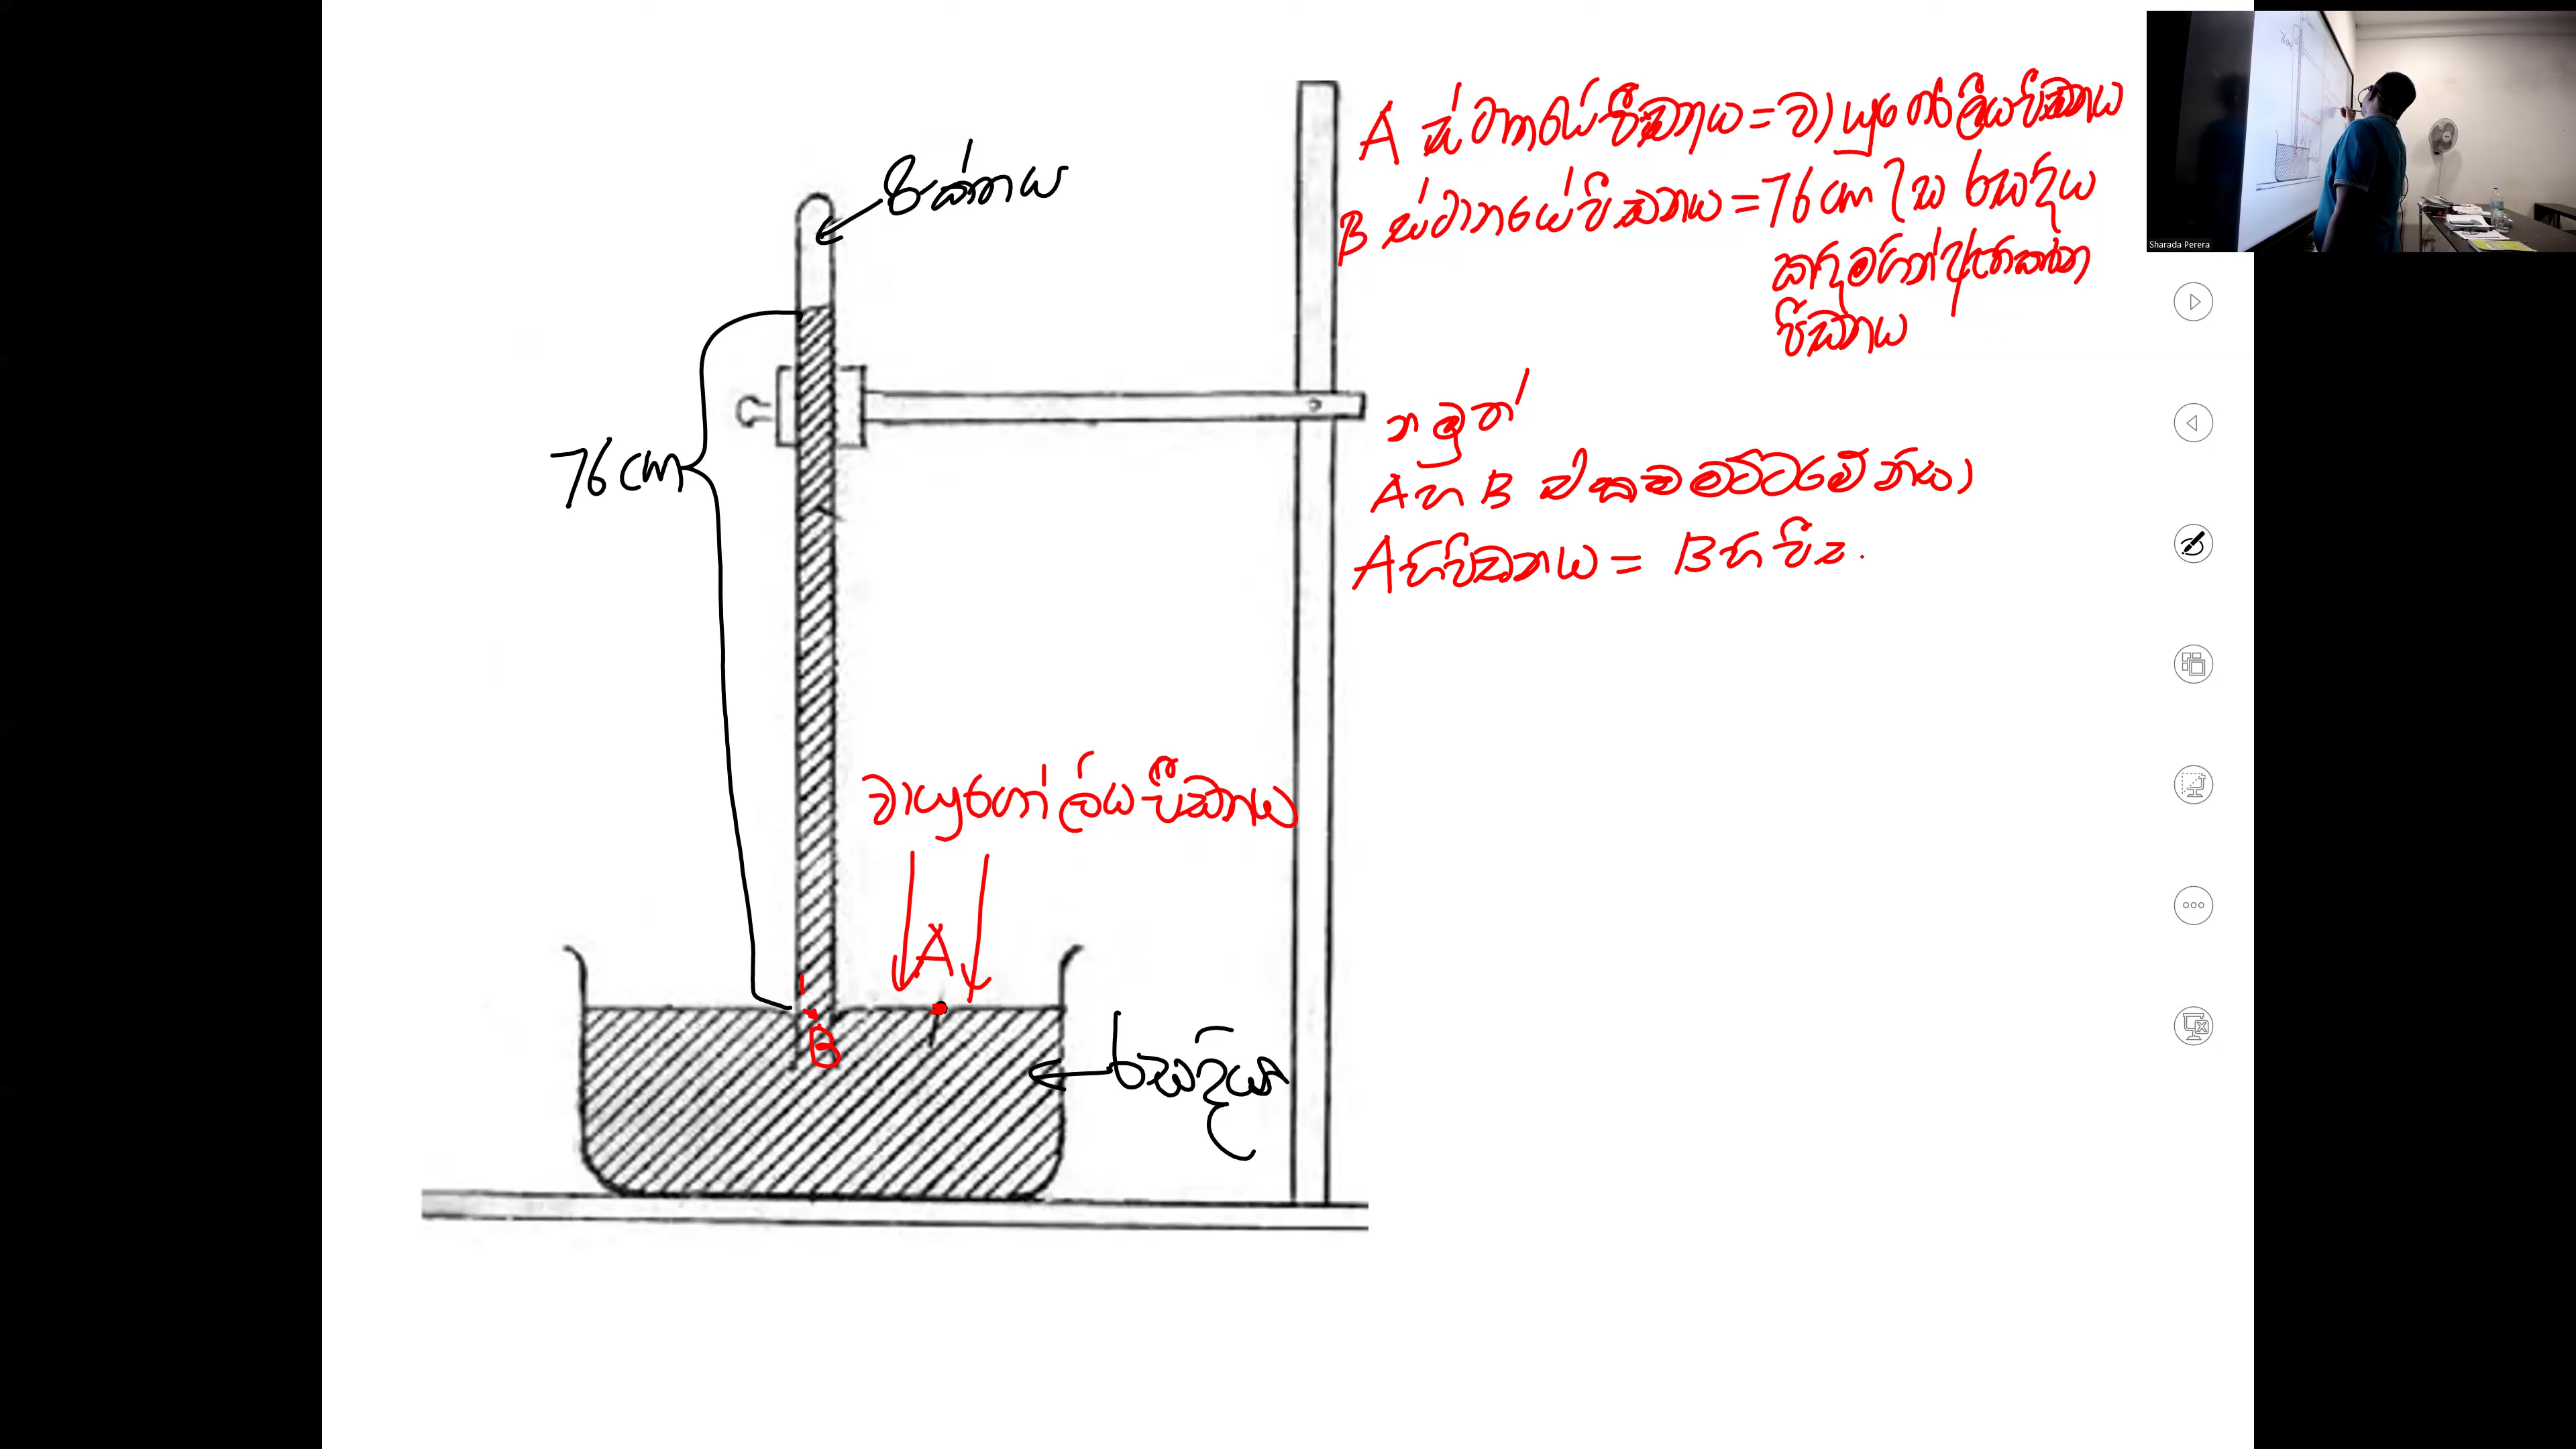 A ස්ථානයේ පීඩනය = වායුගෝලීය පීඩනය
B ස්ථානයේ පීඩනය = 76 cm උස රසදිය
කඳ මගින් ඇතිකරන
පීඩනය
නමුත්
A හා B එකම මට්ටමේ නිසා
A හි පීඩනය = B හි පීඩ
රික්තය
76 cm
වායුගෝලීය පීඩනය
A
B
රසදිය
Sharada Perera